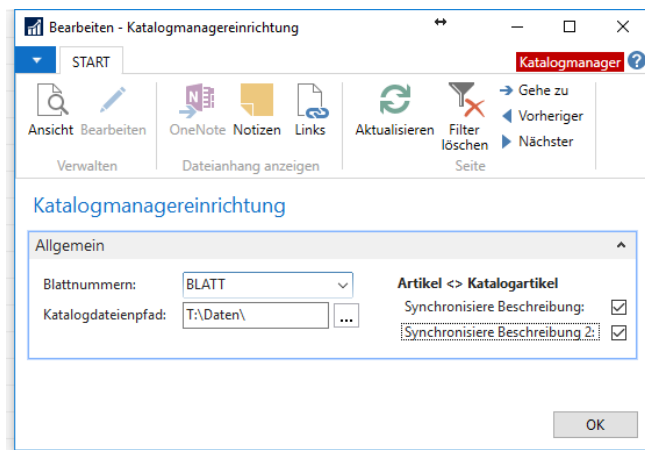 Bearbeiten - Katalogmanagereinrichtung
START
Katalogmanager
Ansicht Bearbeiten
OneNote Notizen Links
Aktualisieren Filter löschen
Gehe zu
Vorheriger
Nächster
Verwalten
Dateianhang anzeigen
Seite
Katalogmanagereinrichtung
Allgemein
Blattnummern: BLATT
Katalogdateienpfad: T:\Daten\ ...
Artikel <> Katalogartikel
Synchronisiere Beschreibung:
Synchronisiere Beschreibung 2:
OK